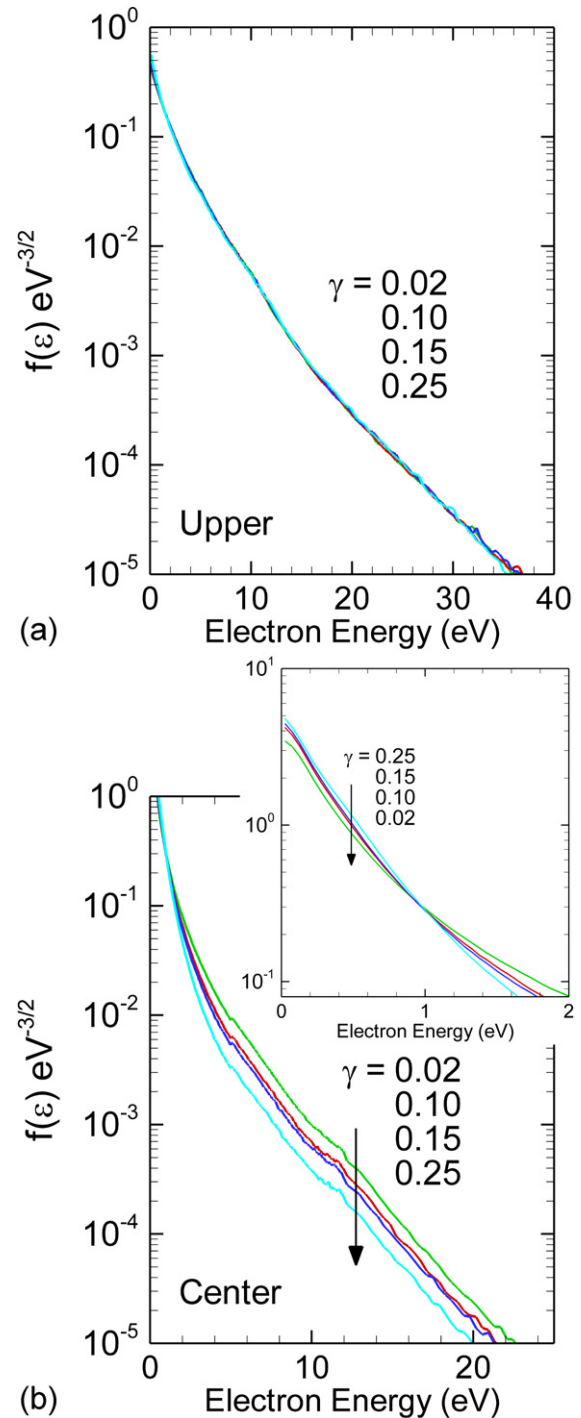 10^0
10^-1
10^-2
10^-3
10^-4
10^-5
f(ε) eV^-3/2
γ = 0.02
0.10
0.15
0.25
Upper
0 10 20 30 40
(a) Electron Energy (eV)
10^1
10^0
10^-1
γ = 0.25
0.15
0.10
0.02
0 1 2
Electron Energy (eV)
10^0
10^-1
10^-2
10^-3
10^-4
10^-5
f(ε) eV^-3/2
γ = 0.02
0.10
0.15
0.25
Center
0 10 20
(b) Electron Energy (eV)